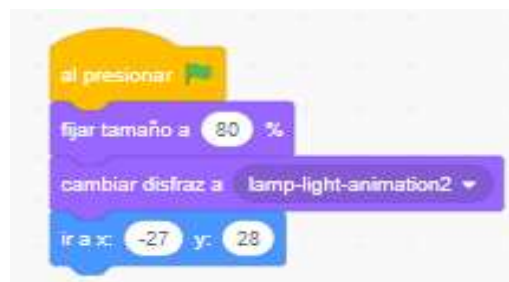 al presionar
fijar tamaño a 80 %
cambiar disfraz a lamp-light-animation2
ir a x: -27 y: 28